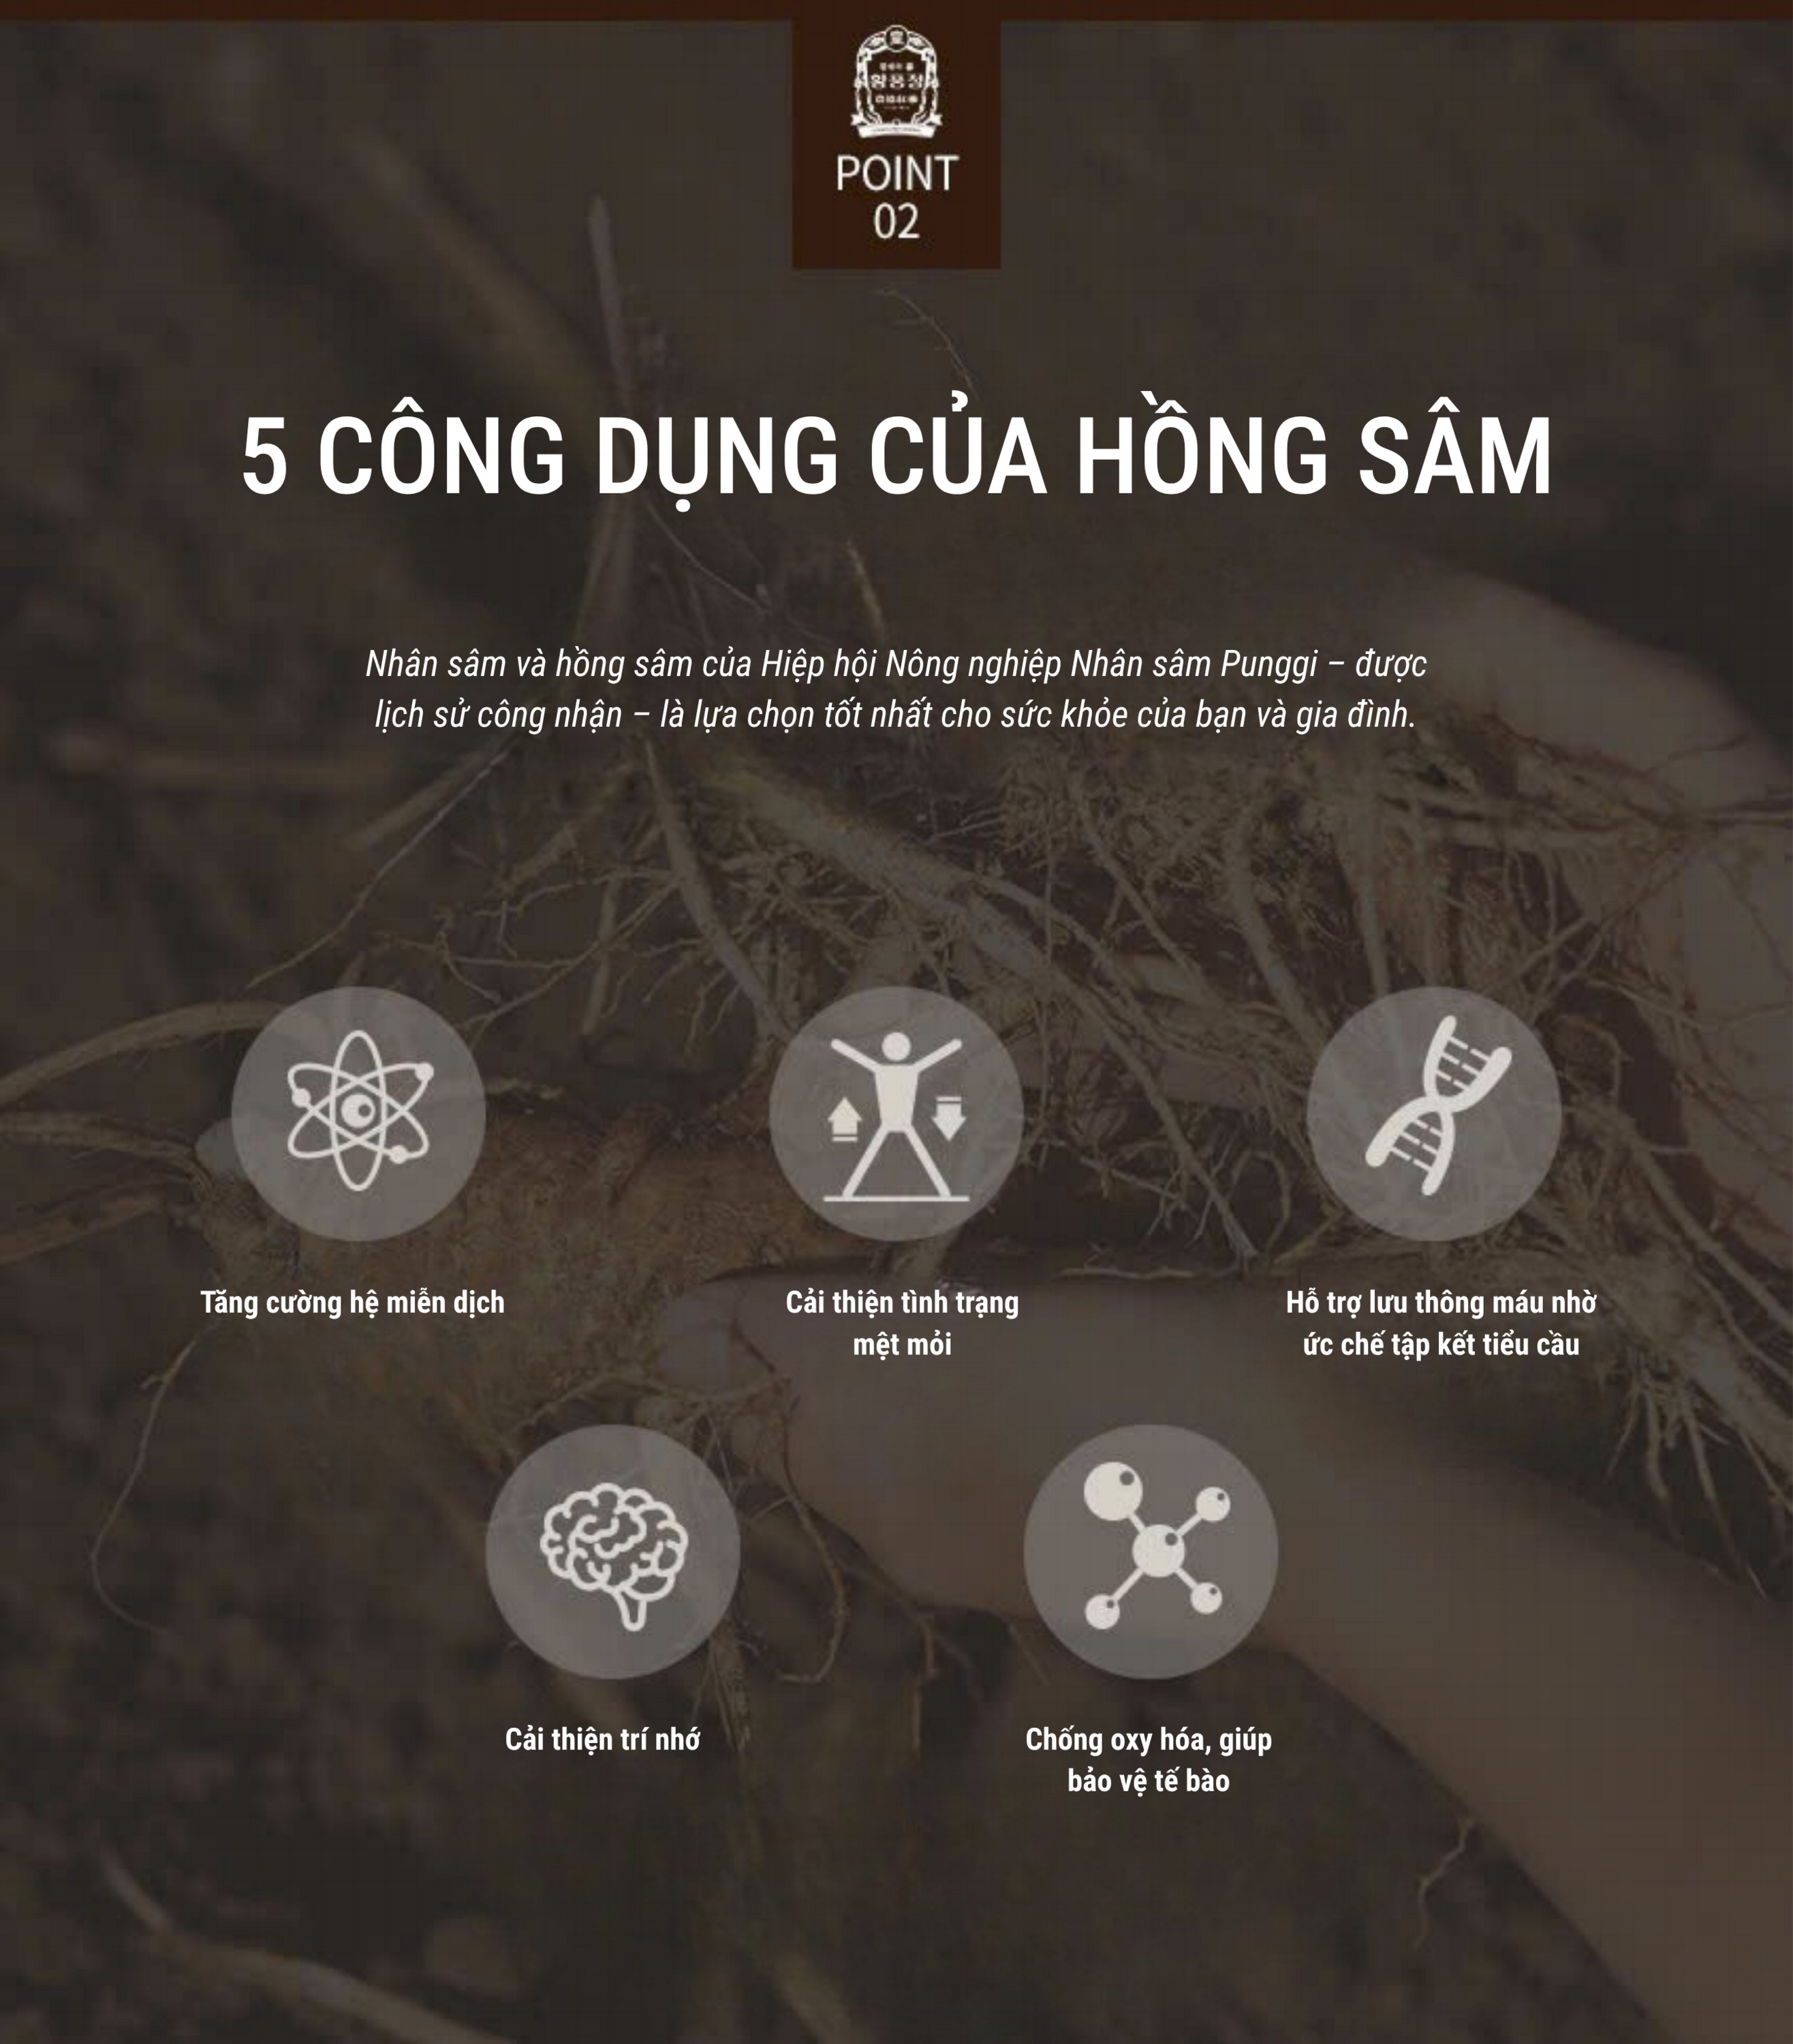 황풍정
POINT
02
5 CÔNG DỤNG CỦA HỒNG SÂM
Nhân sâm và hồng sâm của Hiệp hội Nông nghiệp Nhân sâm Punggi – được
lịch sử công nhận – là lựa chọn tốt nhất cho sức khỏe của bạn và gia đình.
Tăng cường hệ miễn dịch
Cải thiện tình trạng
mệt mỏi
Hỗ trợ lưu thông máu nhờ
ức chế tập kết tiểu cầu
Cải thiện trí nhớ
Chống oxy hóa, giúp
bảo vệ tế bào